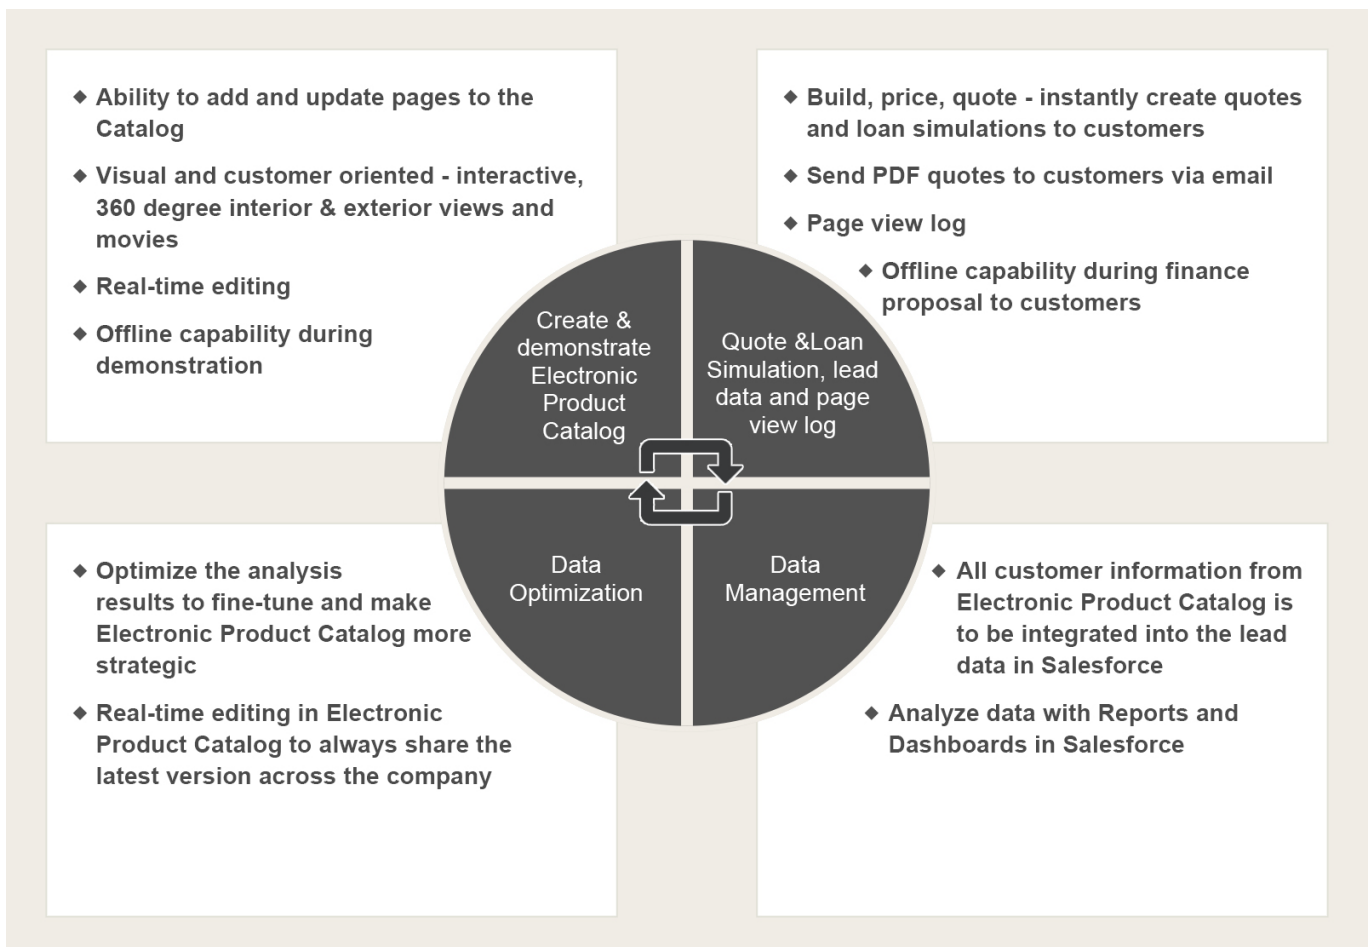 ◆ Ability to add and update pages to the
Catalog
◆ Visual and customer oriented - interactive,
360 degree interior & exterior views and
movies
◆ Real-time editing
◆ Offline capability during
demonstration
◆ Build, price, quote - instantly create quotes
and loan simulations to customers
◆ Send PDF quotes to customers via email
◆ Page view log
◆ Offline capability during finance
proposal to customers
Create &
demonstrate
Electronic
Product
Catalog
Quote &Loan
Simulation, lead
data and page
view log
Data
Optimization
Data
Management
◆ Optimize the analysis
results to fine-tune and make
Electronic Product Catalog more
strategic
◆ Real-time editing in Electronic
Product Catalog to always share the
latest version across the company
◆ All customer information from
Electronic Product Catalog is
to be integrated into the lead
data in Salesforce
◆ Analyze data with Reports and
Dashboards in Salesforce